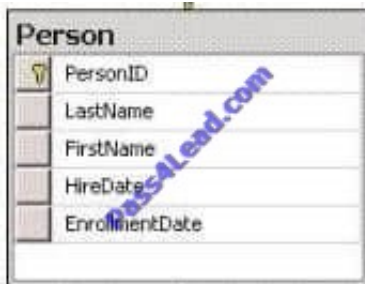 Person
PersonID
LastName
FirstName
HireDate
EnrollmentDate
Pass4Lead.com